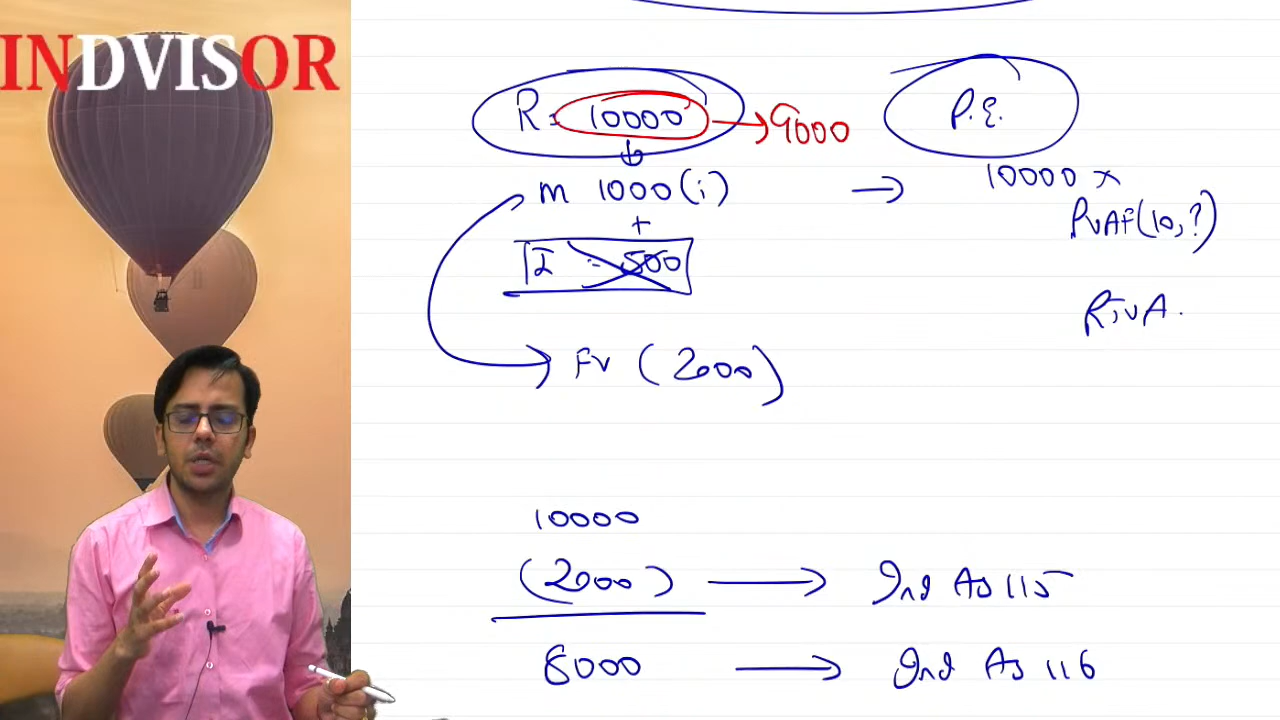 INDVISOR
R = 10000 → 9000
P.E.
m 1000 (i) → 10000 x
PVAF (10, ?)
+
I = 500
FV (2000)
10000
(2000) → Ind AS 115
8000 → Ind AS 116